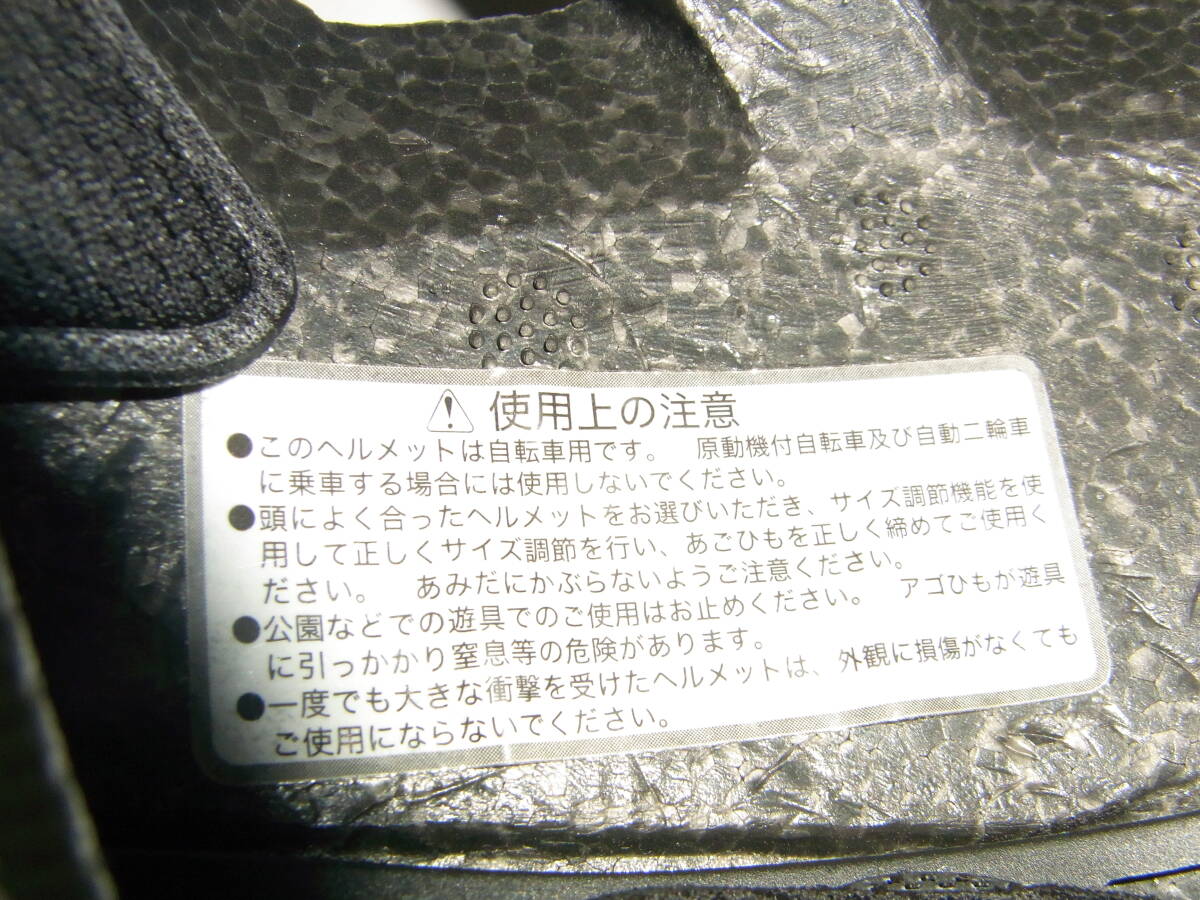 ⚠使用上の注意
●このヘルメットは自転車用です。 原動機付自転車及び自動二輪車
に乗車する場合には使用しないでください。
●頭によく合ったヘルメットをお選びいただき、サイズ調節機能を使
用して正しくサイズ調節を行い、あごひもを正しく締めてご使用く
ださい。 あみだにかぶらないようご注意ください。
●公園などでの遊具でのご使用はお止めください。 アゴひもが遊具
に引っかかり窒息等の危険があります。
●一度でも大きな衝撃を受けたヘルメットは、外観に損傷がなくても
ご使用にならないでください。